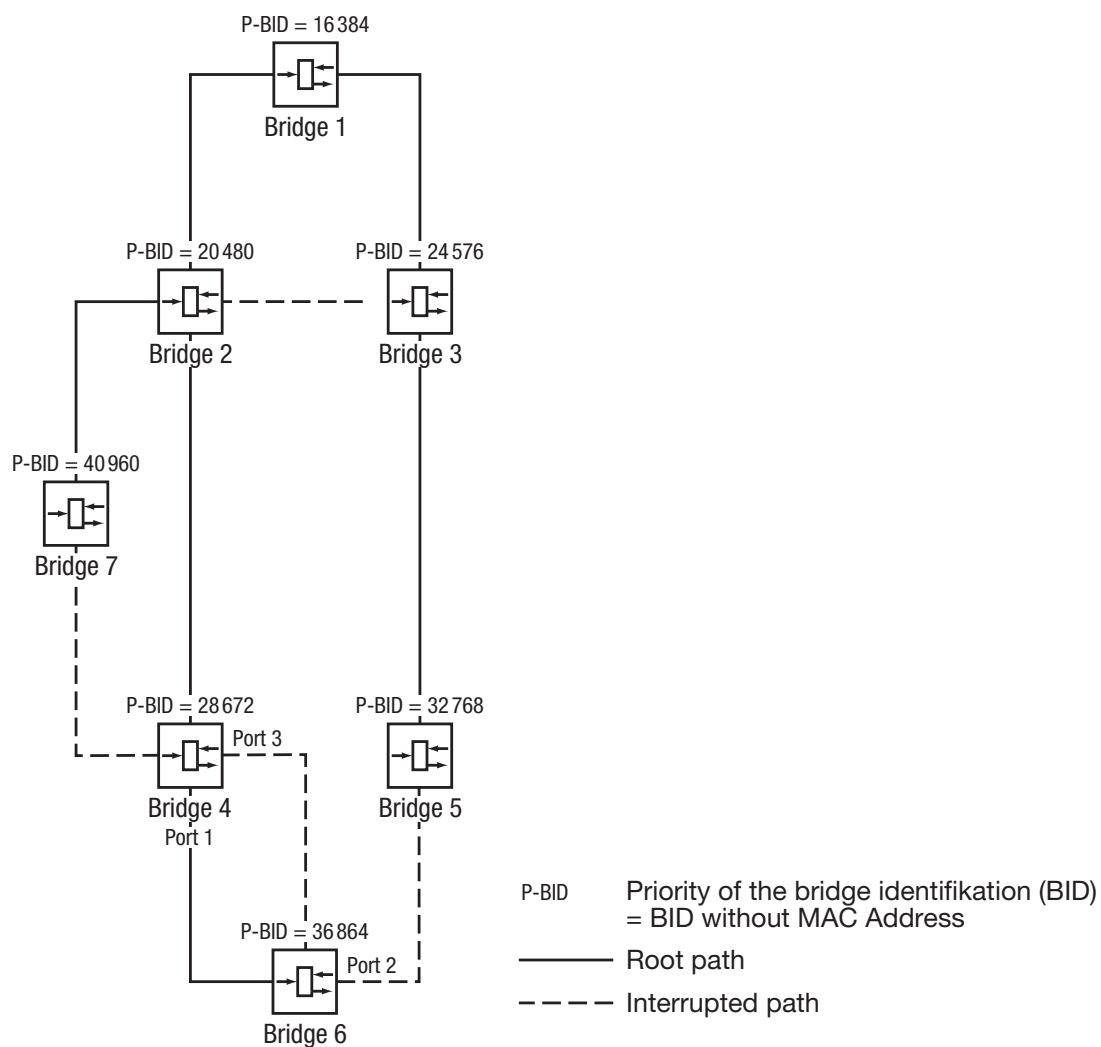 P-BID = 16 384
Bridge 1
P-BID = 20 480
P-BID = 24 576
Bridge 2
Bridge 3
P-BID = 40 960
Bridge 7
P-BID = 28 672
P-BID = 32 768
Port 3
Bridge 4
Bridge 5
Port 1
P-BID = 36 864
Port 2
Bridge 6
P-BID Priority of the bridge identifikation (BID)
= BID without MAC Address
Root path
Interrupted path